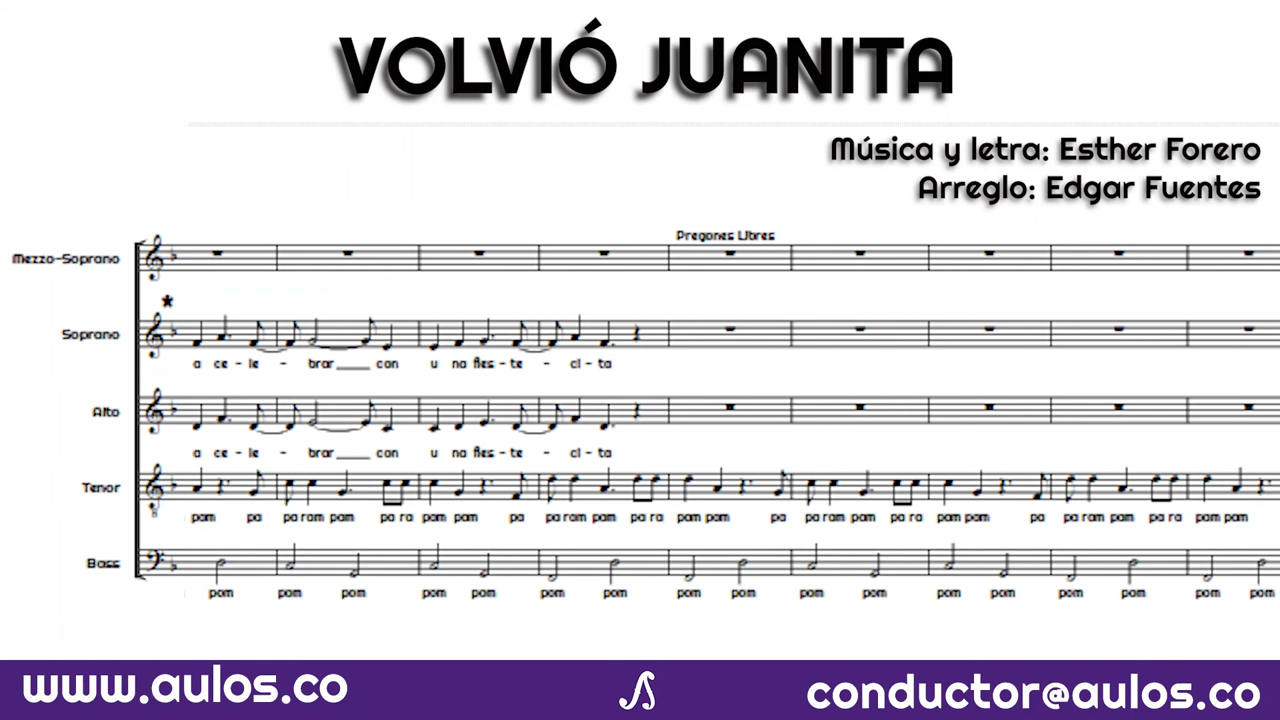 VOLVIÓ JUANITA
Música y letra: Esther Forero
Arreglo: Edgar Fuentes
Pregones Libres
Mezzo-Soprano
*
Soprano
a ce - le - brar____ con u na fies - te - ci - ta
Alto
a ce - le - brar____ con u na fies - te - ci - ta
Tenor
pam pa pa ram pam pa ra pam pam pa pa ram pam pa ra pam pam pa pa ram pam pa ra pam pam pa pa ram pam pa ra pam pam
Bass
pom pom pom pom pom pom pom pom pom pom pom pom pom pom pom pom pom
www.aulos.co
conductor@aulos.co